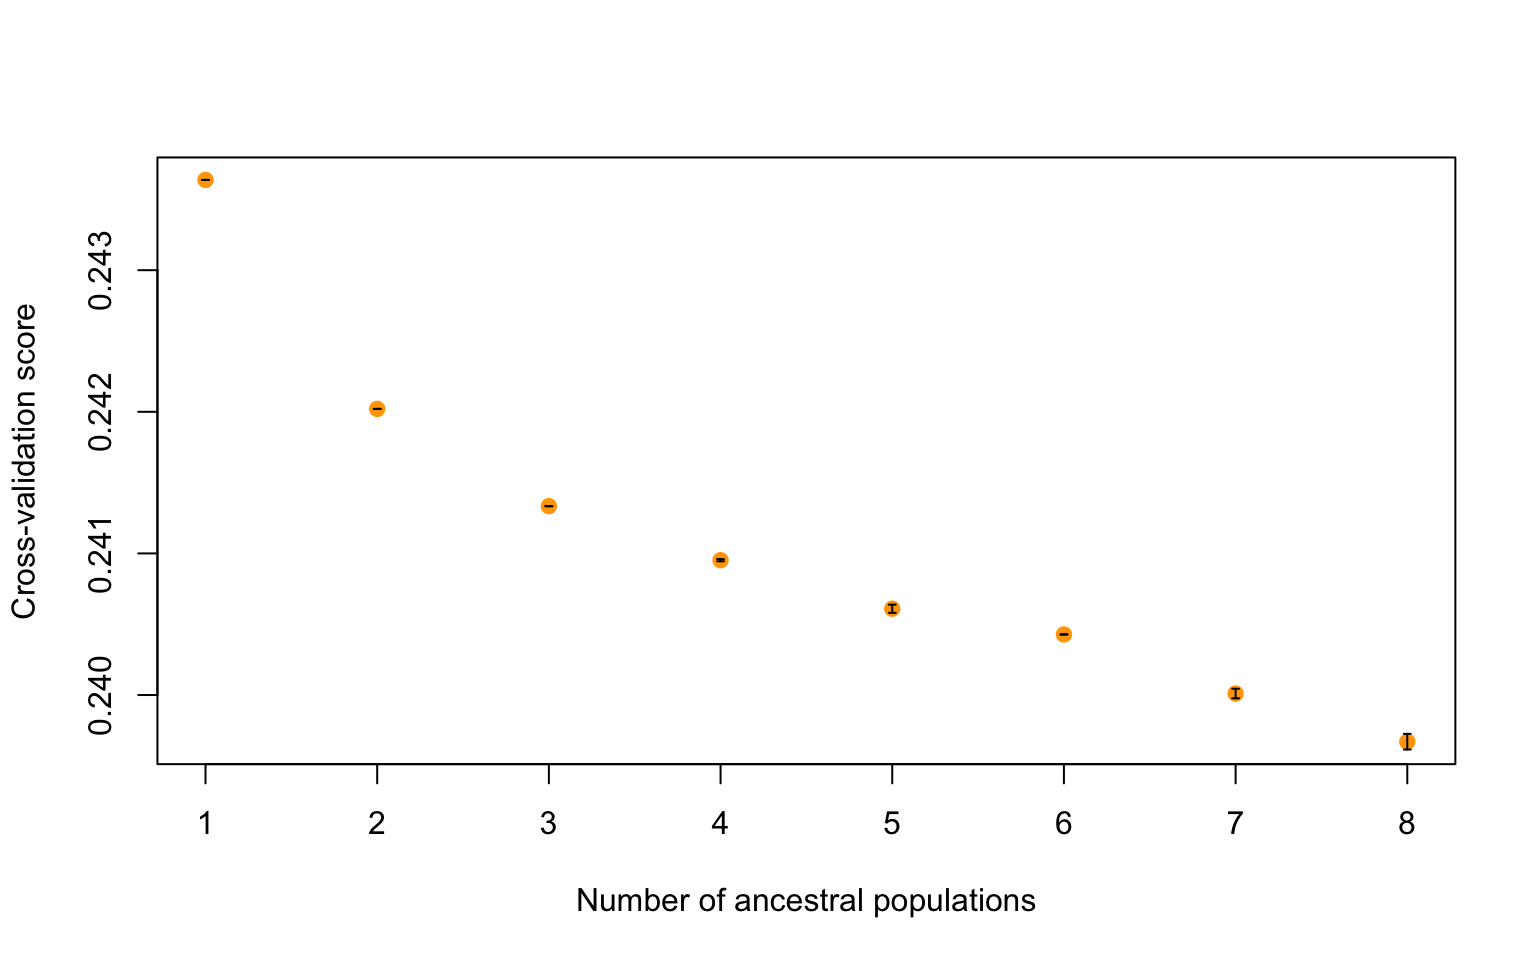 Cross-validation score
0.243
0.242
0.241
0.240
1 2 3 4 5 6 7 8
Number of ancestral populations